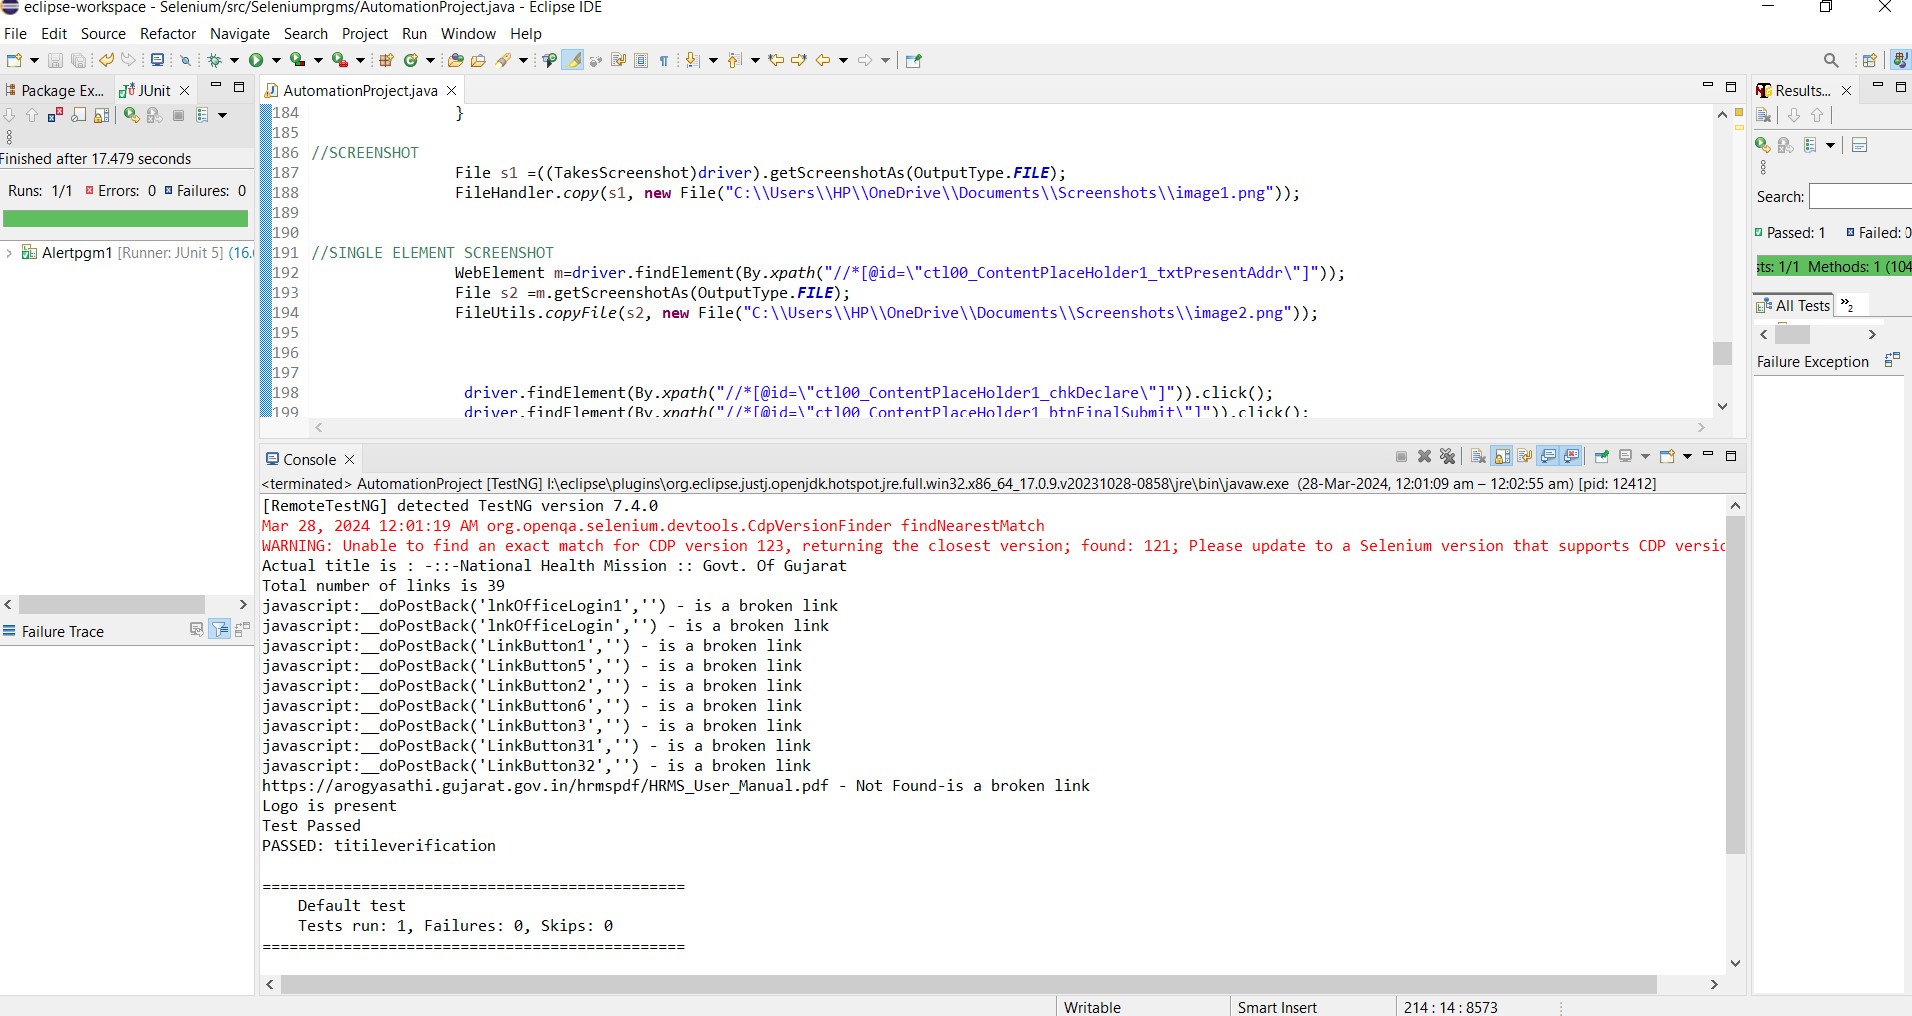 eclipse-workspace - Selenium/src/Seleniumprgms/AutomationProject.java - Eclipse IDE
File Edit Source Refactor Navigate Search Project Run Window Help
Package Ex... JUnit
Finished after 17.479 seconds
Runs: 1/1 Errors: 0 Failures: 0
Alertpgm1 [Runner: JUnit 5] (16.
Failure Trace
AutomationProject.java
184 }
185
186 //SCREENSHOT
187 File s1 =((TakesScreenshot)driver).getScreenshotAs(OutputType.FILE);
188 FileHandler.copy(s1, new File("C:\\Users\\HP\\OneDrive\\Documents\\Screenshots\\image1.png"));
189
190
191 //SINGLE ELEMENT SCREENSHOT
192 WebElement m=driver.findElement(By.xpath("//*[@id=\"ctl00_ContentPlaceHolder1_txtPresentAddr\"]"));
193 File s2 =m.getScreenshotAs(OutputType.FILE);
194 FileUtils.copyFile(s2, new File("C:\\Users\\HP\\OneDrive\\Documents\\Screenshots\\image2.png"));
195
196
197
198 driver.findElement(By.xpath("//*[@id=\"ctl00_ContentPlaceHolder1_chkDeclare\"]")).click();
199 driver.findElement(By.xpath("//*[@id=\"ctl00_ContentPlaceHolder1_btnFinalSubmit\"]")).click();
Console
<terminated> AutomationProject [TestNG] I:\eclipse\plugins\org.eclipse.justj.openjdk.hotspot.jre.full.win32.x86_64_17.0.9.v20231028-0858\jre\bin\javaw.exe (28-Mar-2024, 12:01:09 am – 12:02:55 am) [pid: 12412]
[RemoteTestNG] detected TestNG version 7.4.0
Mar 28, 2024 12:01:19 AM org.openqa.selenium.devtools.CdpVersionFinder findNearestMatch
WARNING: Unable to find an exact match for CDP version 123, returning the closest version; found: 121; Please update to a Selenium version that supports CDP versio
Actual title is : -::-National Health Mission :: Govt. Of Gujarat
Total number of links is 39
javascript:__doPostBack('lnkOfficeLogin1','') - is a broken link
javascript:__doPostBack('lnkOfficeLogin','') - is a broken link
javascript:__doPostBack('LinkButton1','') - is a broken link
javascript:__doPostBack('LinkButton5','') - is a broken link
javascript:__doPostBack('LinkButton2','') - is a broken link
javascript:__doPostBack('LinkButton6','') - is a broken link
javascript:__doPostBack('LinkButton3','') - is a broken link
javascript:__doPostBack('LinkButton31','') - is a broken link
javascript:__doPostBack('LinkButton32','') - is a broken link
https://arogyasathi.gujarat.gov.in/hrmspdf/HRMS_User_Manual.pdf - Not Found-is a broken link
Logo is present
Test Passed
PASSED: titileverification
===============================================
Default test
Tests run: 1, Failures: 0, Skips: 0
===============================================
Results...
Search:
Passed: 1 Failed: 0
sts: 1/1 Methods: 1 (104
All Tests »2
Failure Exception
Writable Smart Insert 214 : 14 : 8573